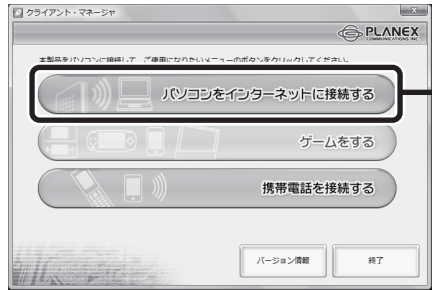 クライアント・マネージャ
PLANEX
COMMUNICATIONS INC.
本製品をパソコンに接続して、ご使用になりたいメニューのボタンをクリックしてください。
パソコンをインターネットに接続する
ゲームをする
携帯電話を接続する
バージョン情報
終了